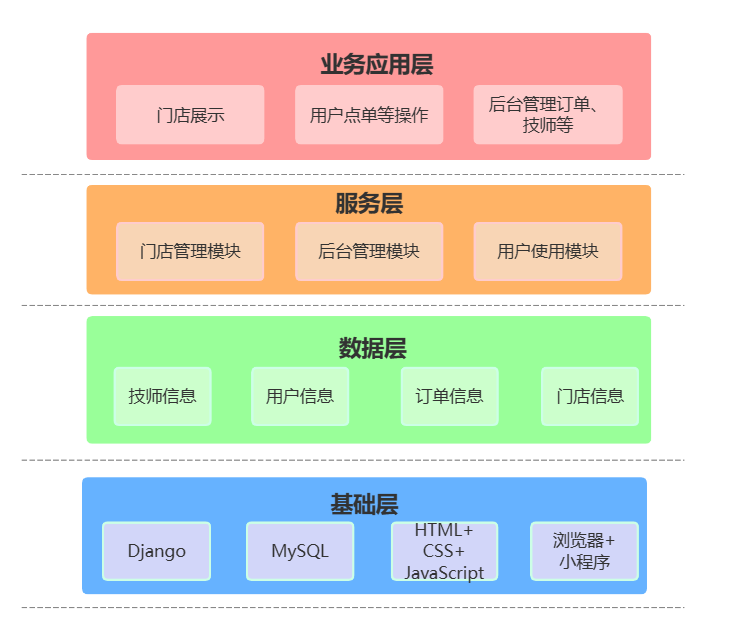 业务应用层
门店展示
用户点单等操作
后台管理订单、
技师等
服务层
门店管理模块
后台管理模块
用户使用模块
数据层
技师信息
用户信息
订单信息
门店信息
基础层
Django
MySQL
HTML+
CSS+
JavaScript
浏览器+
小程序